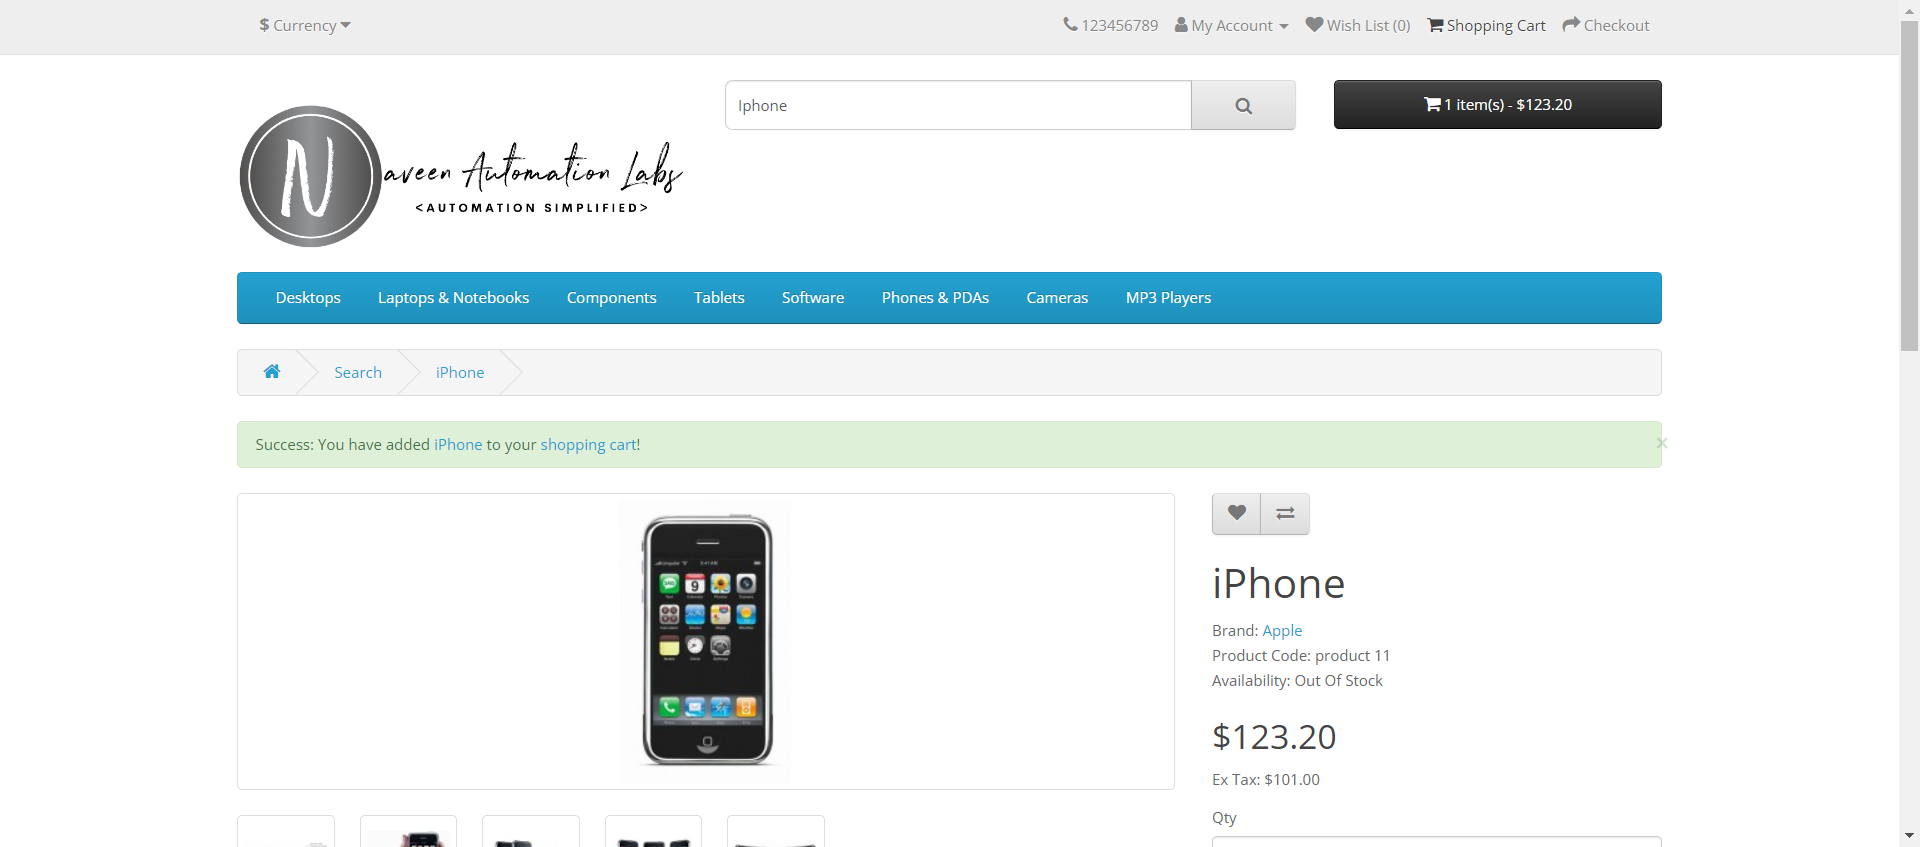 $ Currency
123456789 My Account Wish List (0) Shopping Cart Checkout
Iphone
1 item(s) - $123.20
N
aveen Automation Labs
<AUTOMATION SIMPLIFIED>
Desktops Laptops & Notebooks Components Tablets Software Phones & PDAs Cameras MP3 Players
Search iPhone
Success: You have added iPhone to your shopping cart!
×
iPhone
Brand: Apple
Product Code: product 11
Availability: Out Of Stock
$123.20
Ex Tax: $101.00
Qty